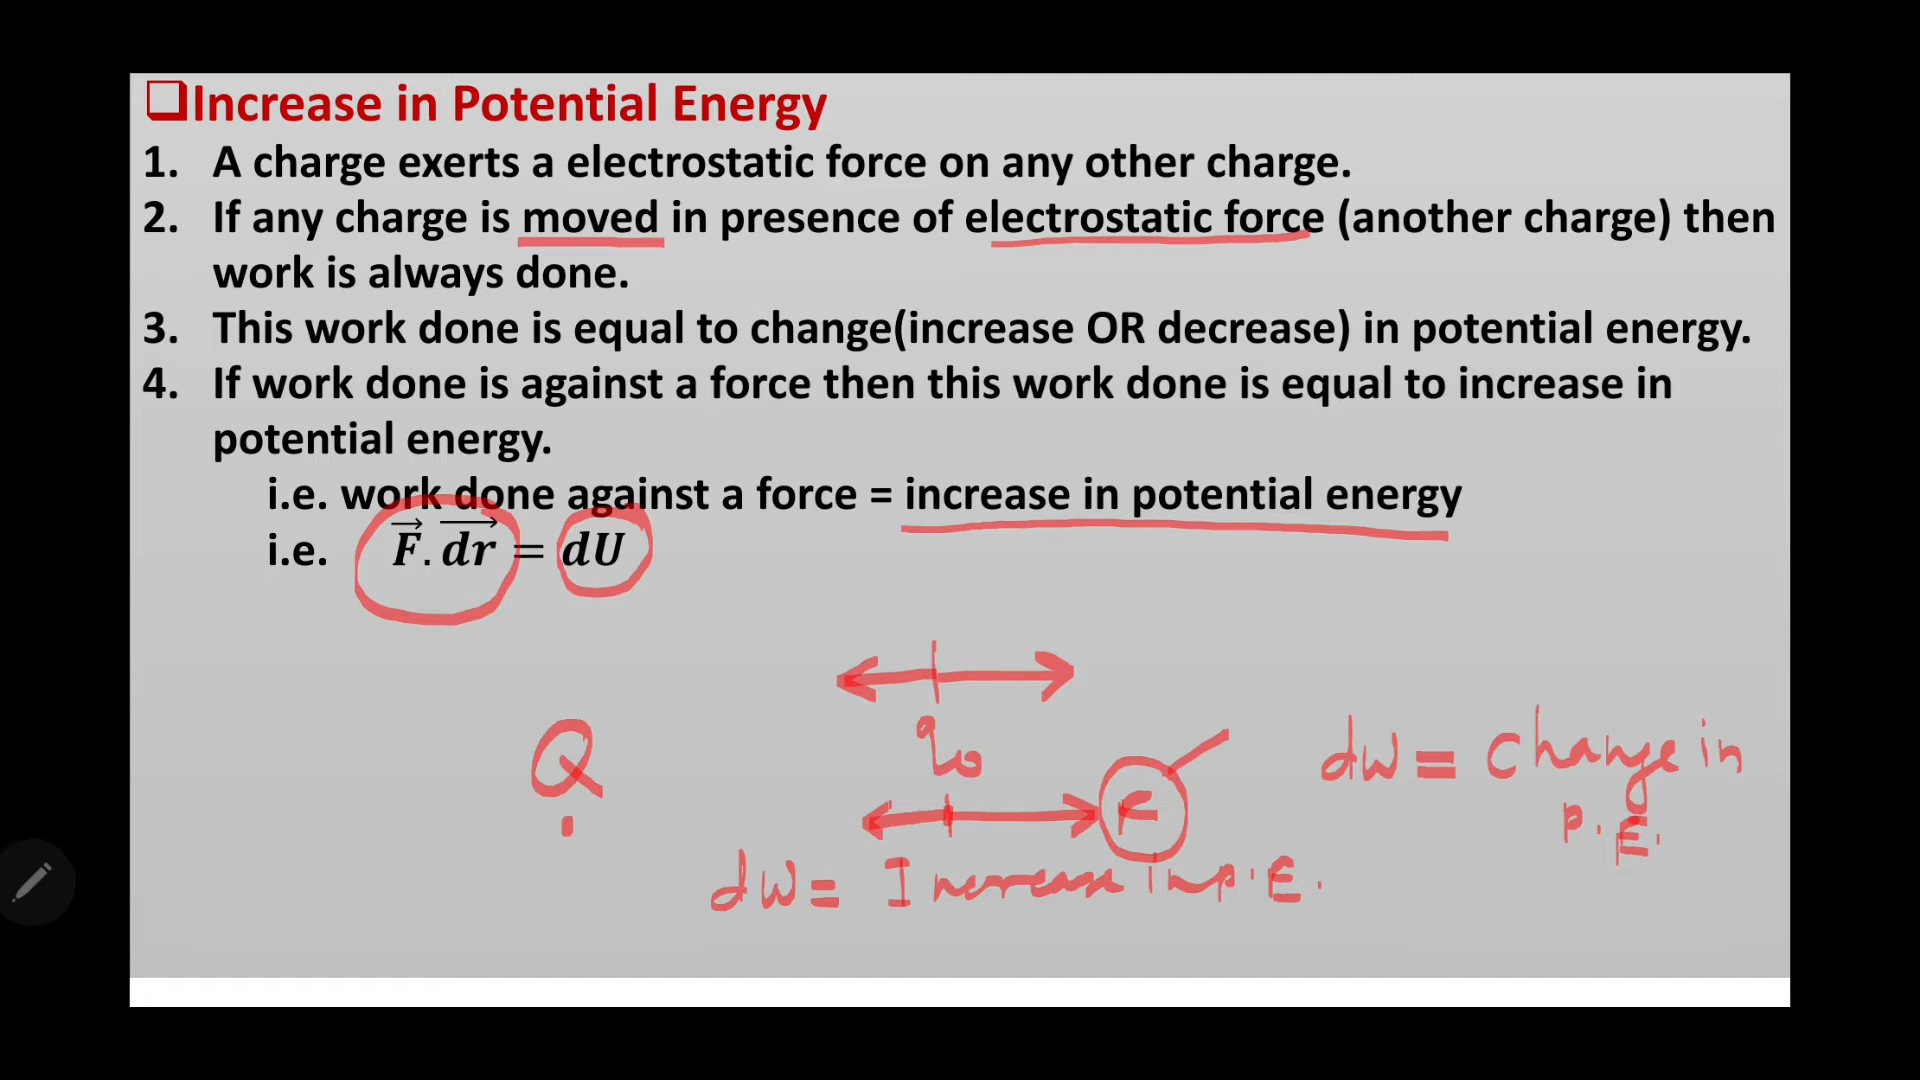 Increase in Potential Energy
1. A charge exerts a electrostatic force on any other charge.
2. If any charge is moved in presence of electrostatic force (another charge) then
work is always done.
3. This work done is equal to change(increase OR decrease) in potential energy.
4. If work done is against a force then this work done is equal to increase in
potential energy.
i.e. work done against a force = increase in potential energy
i.e. F⃗. d⃗r⃗ = dU
Q
q₀
F
dW = Change in
P.E.
dW = Increase in P.E.